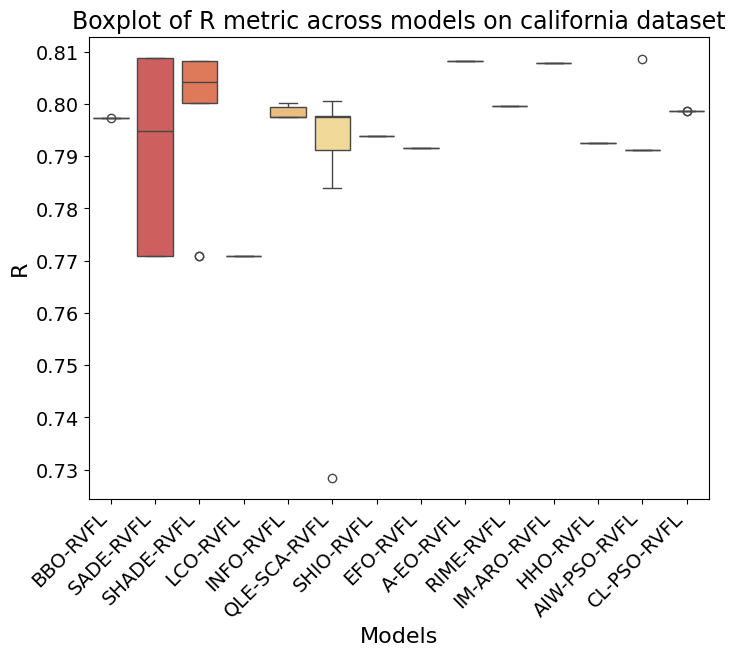 Boxplot of R metric across models on california dataset
0.81
0.80
0.79
0.78
0.77
0.76
0.75
0.74
0.73
R
BBO-RVFL
SADE-RVFL
SHADE-RVFL
LCO-RVFL
INFO-RVFL
QLE-SCA-RVFL
SHIO-RVFL
EFO-RVFL
A-EO-RVFL
RIME-RVFL
IM-ARO-RVFL
HHO-RVFL
AIW-PSO-RVFL
CL-PSO-RVFL
Models